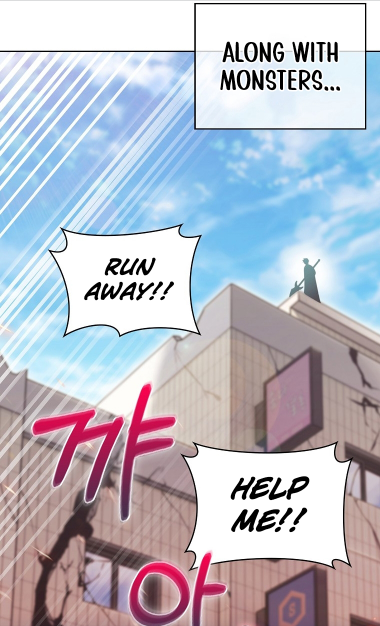 ALONG WITH
MONSTERS...
RUN
AWAY!!
꺄
HELP
ME!!
아